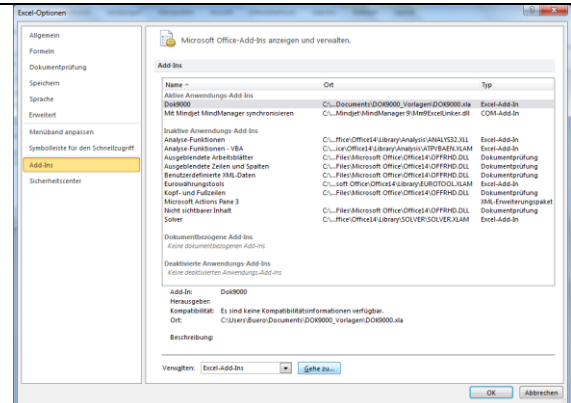 Excel-Optionen
Allgemein
Formeln
Dokumentprüfung
Speichern
Sprache
Erweitert
Menüband anpassen
Symbolleiste für den Schnellzugriff
Add-Ins
Sicherheitscenter
Microsoft Office-Add-Ins anzeigen und verwalten.
Add-Ins
Name Ort Typ
Aktive Anwendungs-Add-Ins
Dok9000 C:\...Documents\DOK9000_Vorlagen\DOK9000.xla Excel-Add-In
Mit Mindjet MindManager synchronisieren C:\...Mindjet\MindManager 9\Mm9ExcelLinker.dll COM-Add-In
Inaktive Anwendungs-Add-Ins
Analyse-Funktionen C:\...ffice\Office14\Library\Analysis\ANALYS32.XLL Excel-Add-In
Analyse-Funktionen - VBA C:\...ice\Office14\Library\Analysis\ATPVBAEN.XLAM Excel-Add-In
Ausgeblendete Arbeitsblätter C:\...Files\Microsoft Office\Office14\OFFRHD.DLL Dokumentprüfung
Ausgeblendete Zeilen und Spalten C:\...Files\Microsoft Office\Office14\OFFRHD.DLL Dokumentprüfung
Benutzerdefinierte XML-Daten C:\...Files\Microsoft Office\Office14\OFFRHD.DLL Dokumentprüfung
Eurowährungstools C:\...soft Office\Office14\Library\EUROTOOL.XLAM Excel-Add-In
Kopf- und Fußzeilen C:\...Files\Microsoft Office\Office14\OFFRHD.DLL Dokumentprüfung
Microsoft Actions Pane 3 XML-Erweiterungspaket
Nicht sichtbarer Inhalt C:\...Files\Microsoft Office\Office14\OFFRHD.DLL Dokumentprüfung
Solver C:\...ffice\Office14\Library\SOLVER\SOLVER.XLAM Excel-Add-In
Dokumentbezogene Add-Ins
Keine dokumentbezogenen Add-Ins
Deaktivierte Anwendungs-Add-Ins
Keine deaktivierten Anwendungs-Add-Ins
Add-In: Dok9000
Herausgeber:
Kompatibilität: Es sind keine Kompatibilitätsinformationen verfügbar.
Ort: C:\Users\Buero\Documents\DOK9000_Vorlagen\DOK9000.xla
Beschreibung:
Verwalten: Excel-Add-Ins Gehe zu...
OK Abbrechen